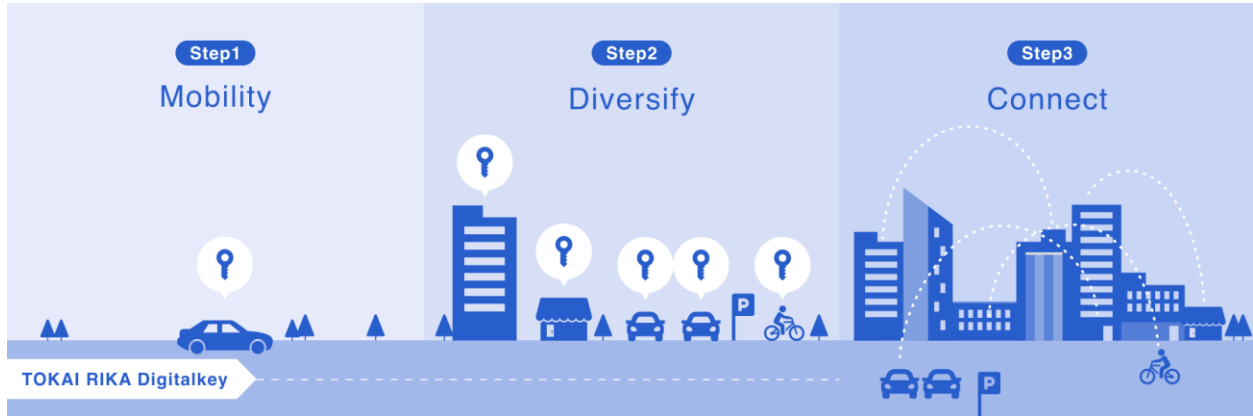 Step1
Mobility
Step2
Diversify
Step3
Connect
P
TOKAI RIKA Digitalkey
P